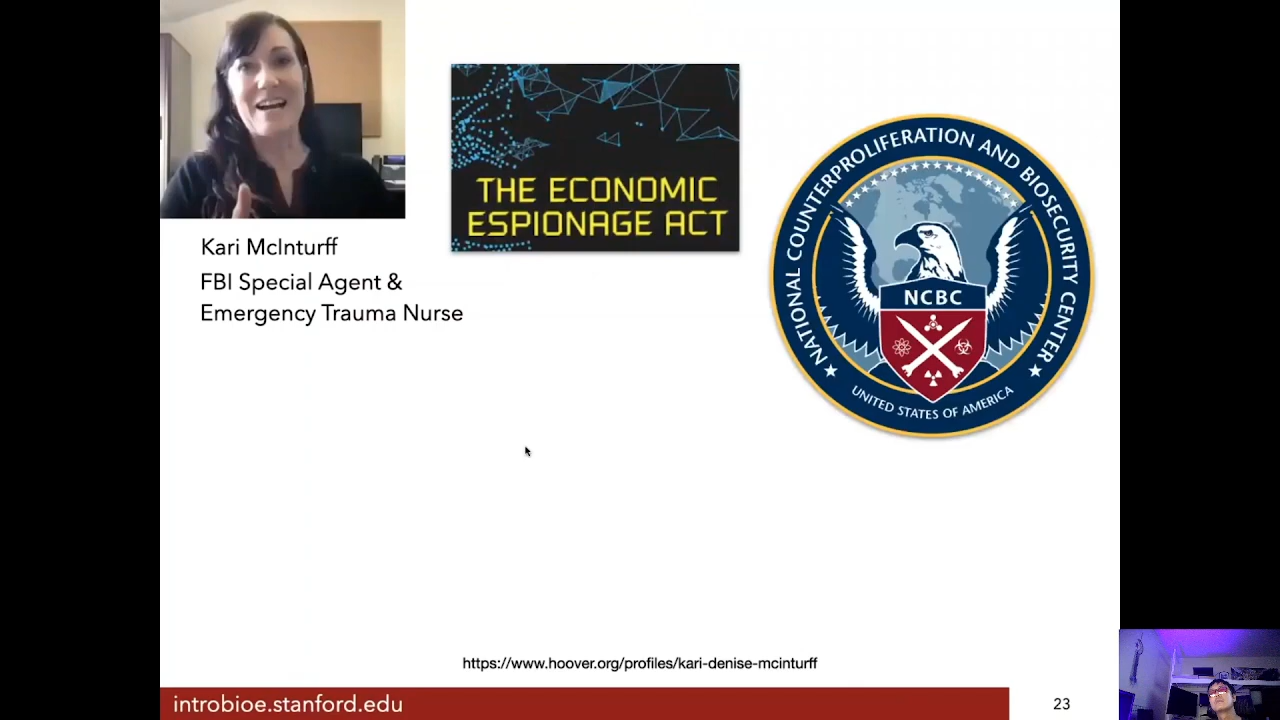 THE ECONOMIC
ESPIONAGE ACT
NATIONAL COUNTERPROLIFERATION AND BIOSECURITY CENTER
NCBC
UNITED STATES OF AMERICA
Kari McInturff
FBI Special Agent &
Emergency Trauma Nurse
https://www.hoover.org/profiles/kari-denise-mcinturff
introbioe.stanford.edu
23